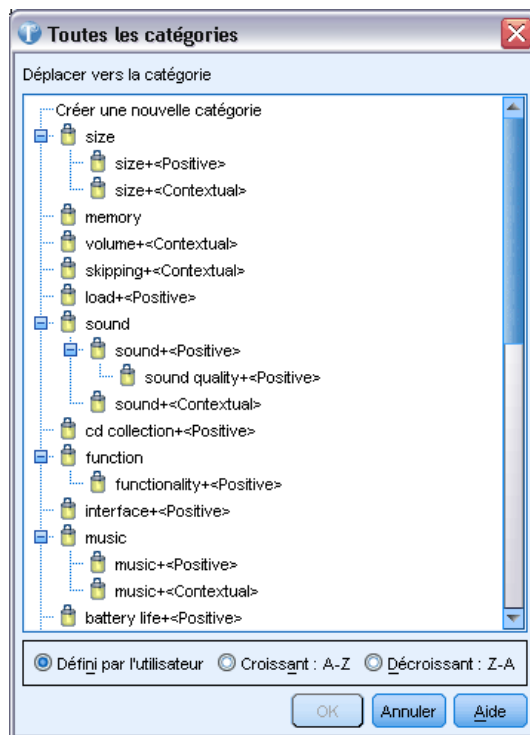 Toutes les catégories
Déplacer vers la catégorie
Créer une nouvelle catégorie
size
size+<Positive>
size+<Contextual>
memory
volume+<Contextual>
skipping+<Contextual>
load+<Positive>
sound
sound+<Positive>
sound quality+<Positive>
sound+<Contextual>
cd collection+<Positive>
function
functionality+<Positive>
interface+<Positive>
music
music+<Positive>
music+<Contextual>
battery life+<Positive>
Défini par l'utilisateur Croissant : A-Z Décroissant : Z-A
OK Annuler Aide